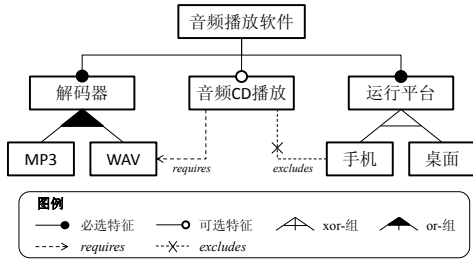 音频播放软件
解码器
音频CD播放
运行平台
MP3
WAV
requires
excludes
手机
桌面
图例
必选特征
可选特征
xor-组
or-组
requires
excludes